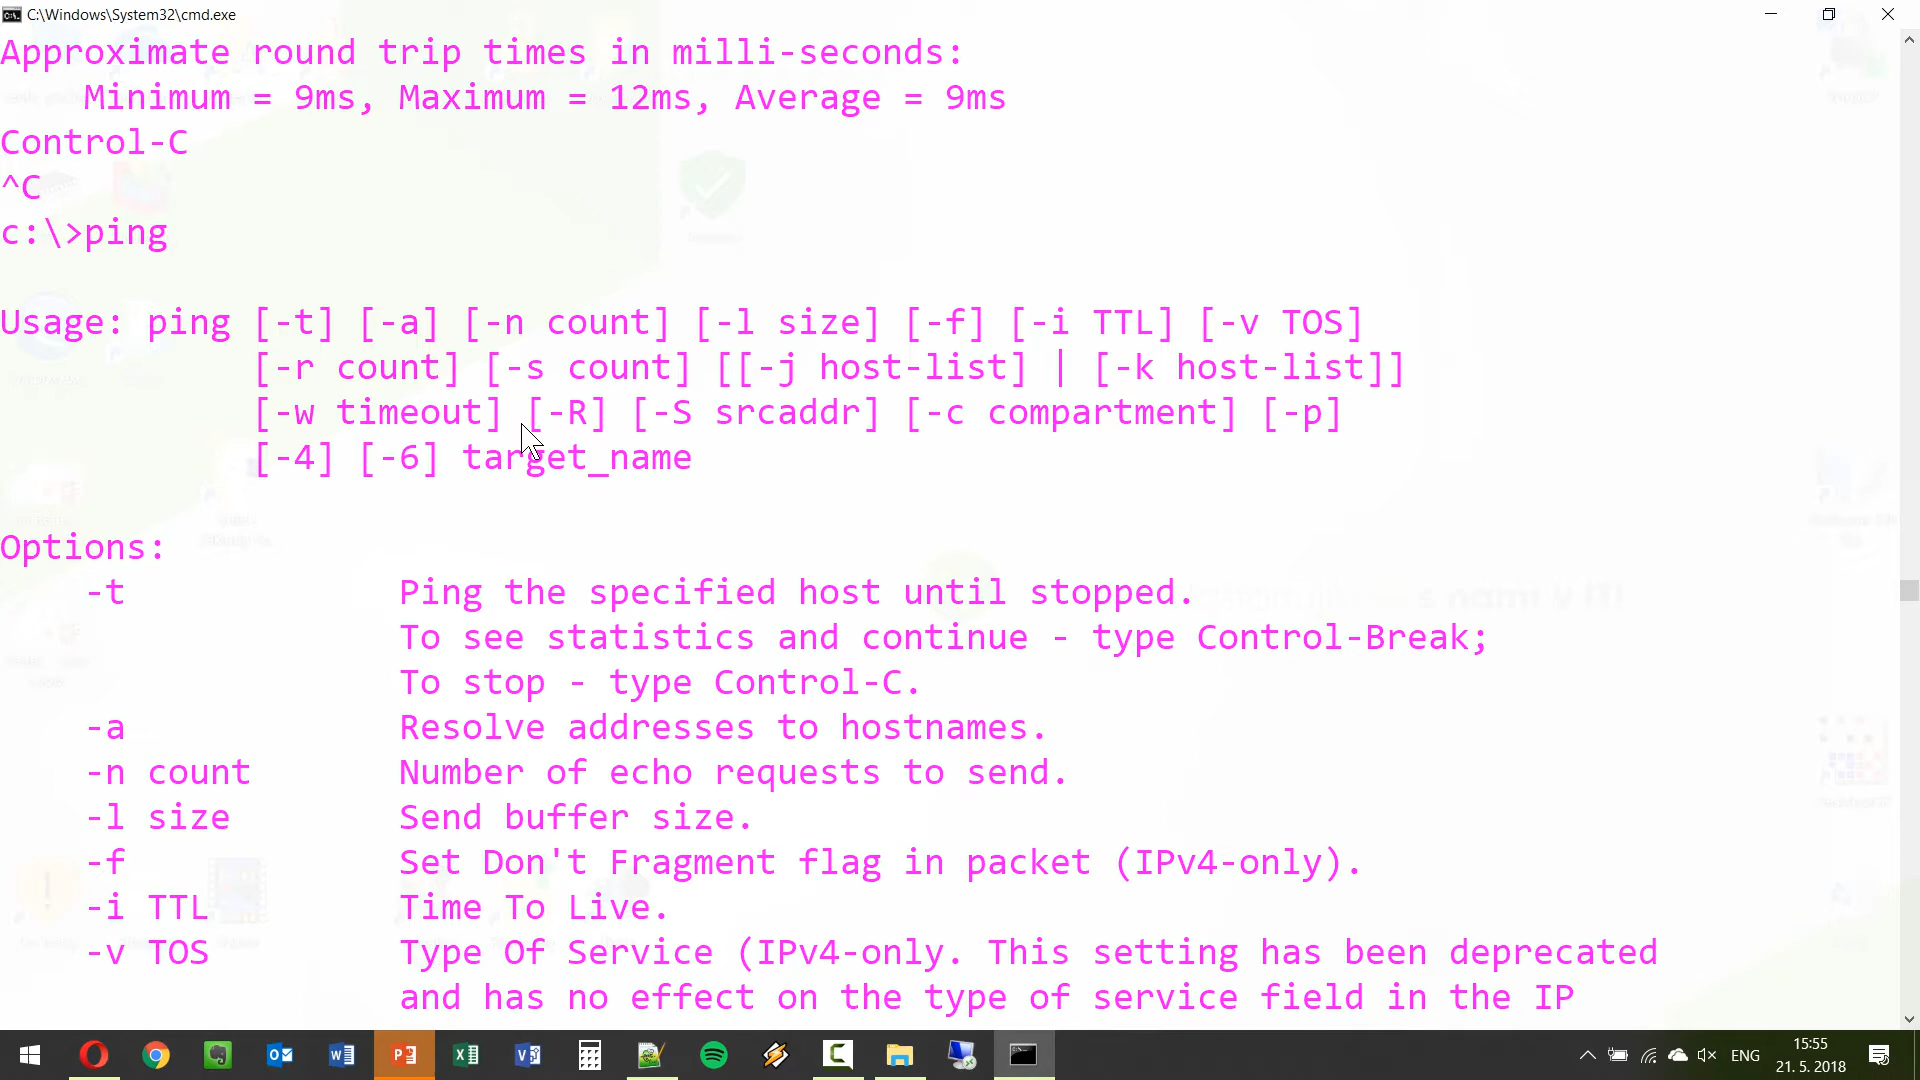 C:\Windows\System32\cmd.exe
Approximate round trip times in milli-seconds:
    Minimum = 9ms, Maximum = 12ms, Average = 9ms
Control-C
^C
c:\>ping
Usage: ping [-t] [-a] [-n count] [-l size] [-f] [-i TTL] [-v TOS]
            [-r count] [-s count] [[-j host-list] | [-k host-list]]
            [-w timeout] [-R] [-S srcaddr] [-c compartment] [-p]
            [-4] [-6] target_name
Options:
    -t             Ping the specified host until stopped.
                   To see statistics and continue - type Control-Break;
                   To stop - type Control-C.
    -a             Resolve addresses to hostnames.
    -n count       Number of echo requests to send.
    -l size        Send buffer size.
    -f             Set Don't Fragment flag in packet (IPv4-only).
    -i TTL         Time To Live.
    -v TOS         Type Of Service (IPv4-only. This setting has been deprecated
                   and has no effect on the type of service field in the IP
ENG
15:55
21. 5. 2018